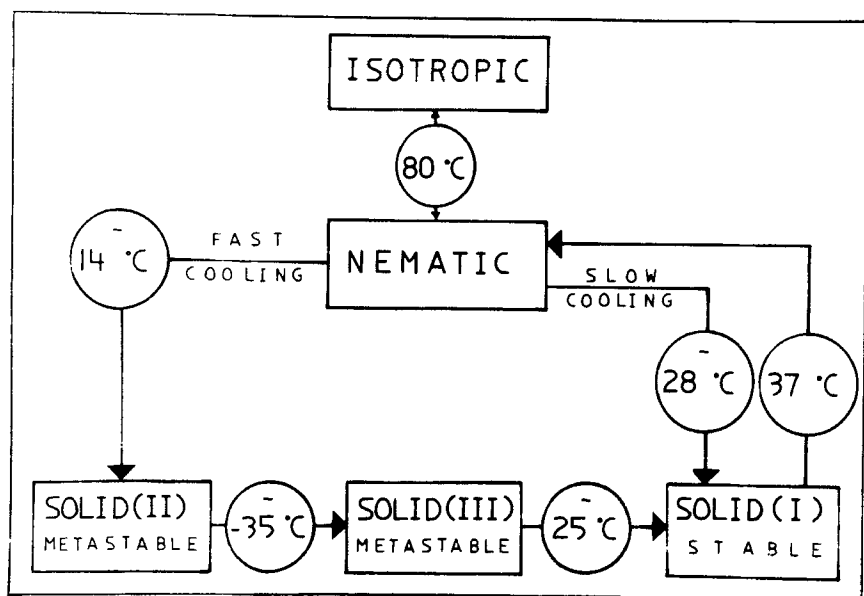 ISOTROPIC
80 °C
NEMATIC
FAST
COOLING
14 °C
SLOW
COOLING
28 °C
37 °C
SOLID(II)
METASTABLE
-35 °C
SOLID(III)
METASTABLE
25 °C
SOLID(I)
STABLE